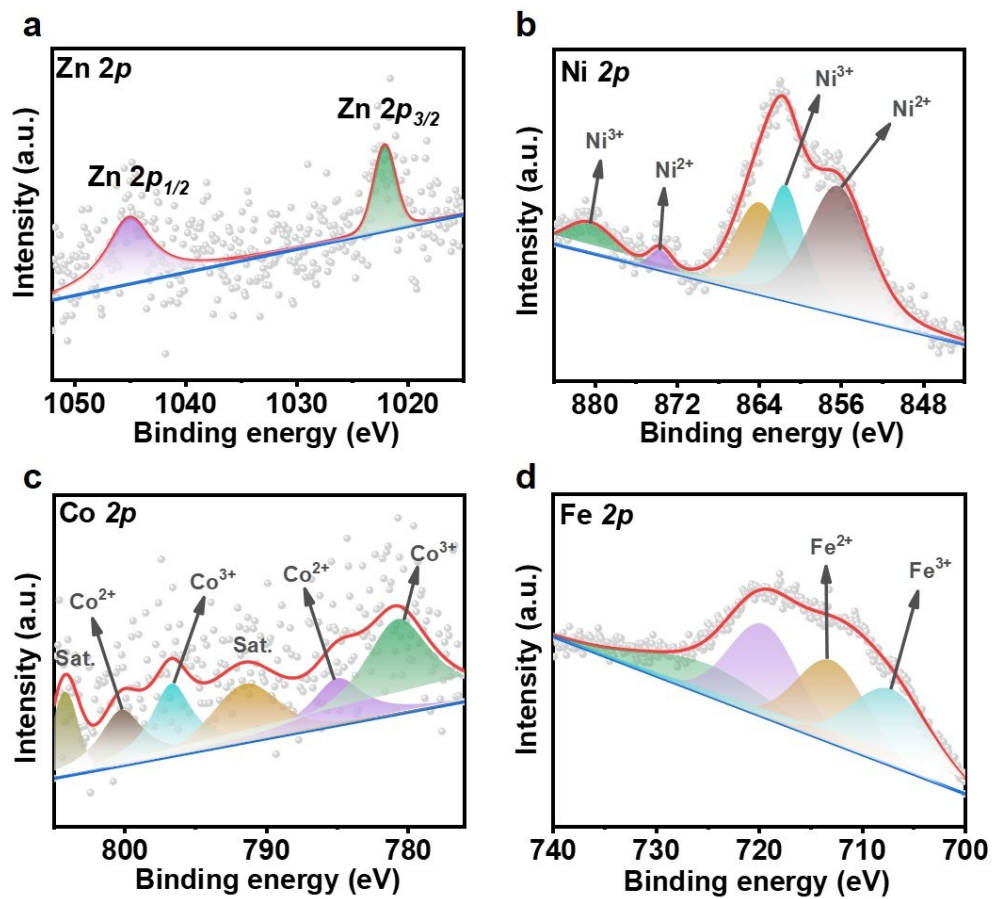 a
Zn 2p
Zn 2p1/2
Zn 2p3/2
Intensity (a.u.)
1050 1040 1030 1020
Binding energy (eV)
b
Ni 2p
Ni3+
Ni2+
Ni3+
Ni2+
Intensity (a.u.)
880 872 864 856 848
Binding energy (eV)
c
Co 2p
Sat.
Co2+
Co3+
Sat.
Co2+
Co3+
Intensity (a.u.)
800 790 780
Binding energy (eV)
d
Fe 2p
Fe2+
Fe3+
Intensity (a.u.)
740 730 720 710 700
Binding energy (eV)